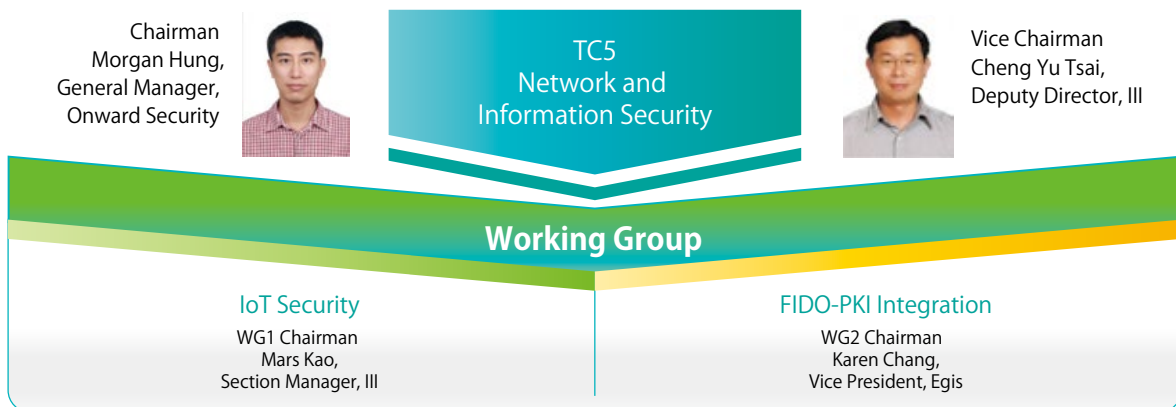 Chairman
Morgan Hung,
General Manager,
Onward Security
TC5
Network and
Information Security
Vice Chairman
Cheng Yu Tsai,
Deputy Director, III
Working Group
IoT Security
WG1 Chairman
Mars Kao,
Section Manager, III
FIDO-PKI Integration
WG2 Chairman
Karen Chang,
Vice President, Egis